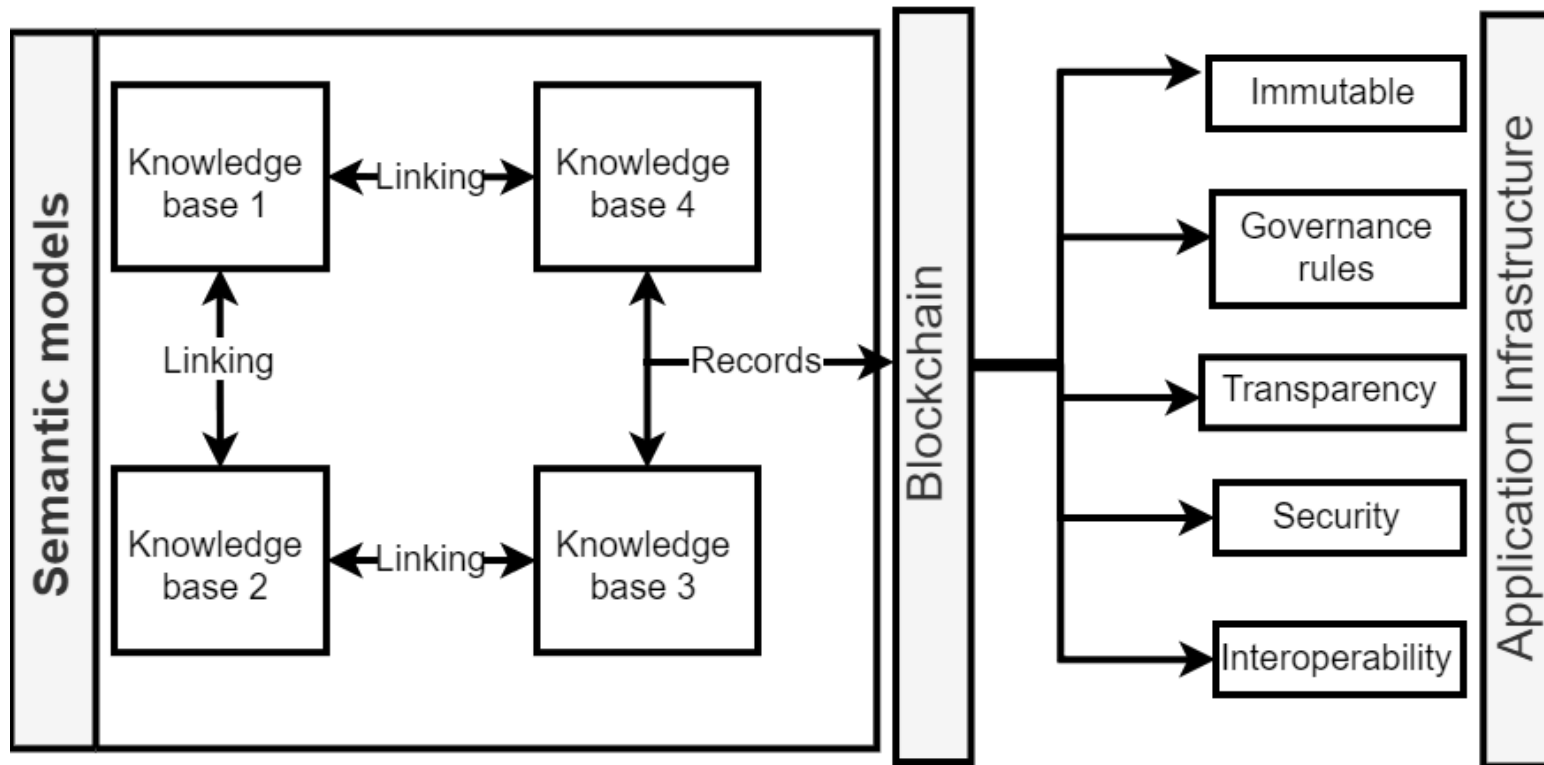 Semantic models
Knowledge
base 1
Linking
Knowledge
base 4
Linking
Records
Knowledge
base 2
Linking
Knowledge
base 3
Blockchain
Immutable
Governance
rules
Transparency
Security
Interoperability
Application Infrastructure